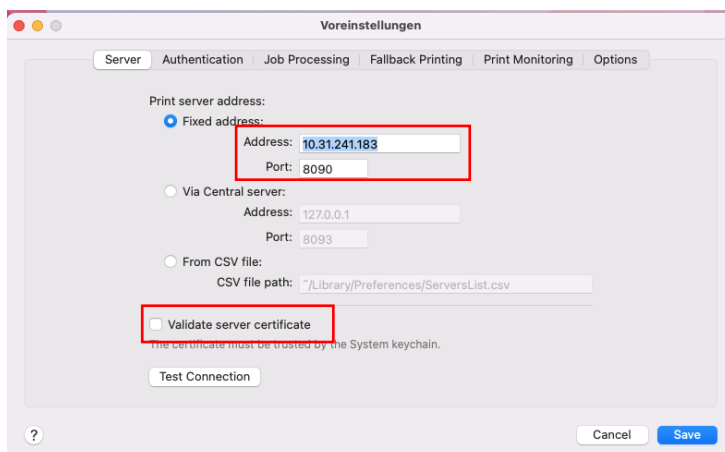 Voreinstellungen
Server Authentication Job Processing Fallback Printing Print Monitoring Options
Print server address:
Fixed address:
Address: 10.31.241.183
Port: 8090
Via Central server:
Address: 127.0.0.1
Port: 8093
From CSV file:
CSV file path: ~/Library/Preferences/ServersList.csv
Validate server certificate
The certificate must be trusted by the System keychain.
Test Connection
? Cancel Save